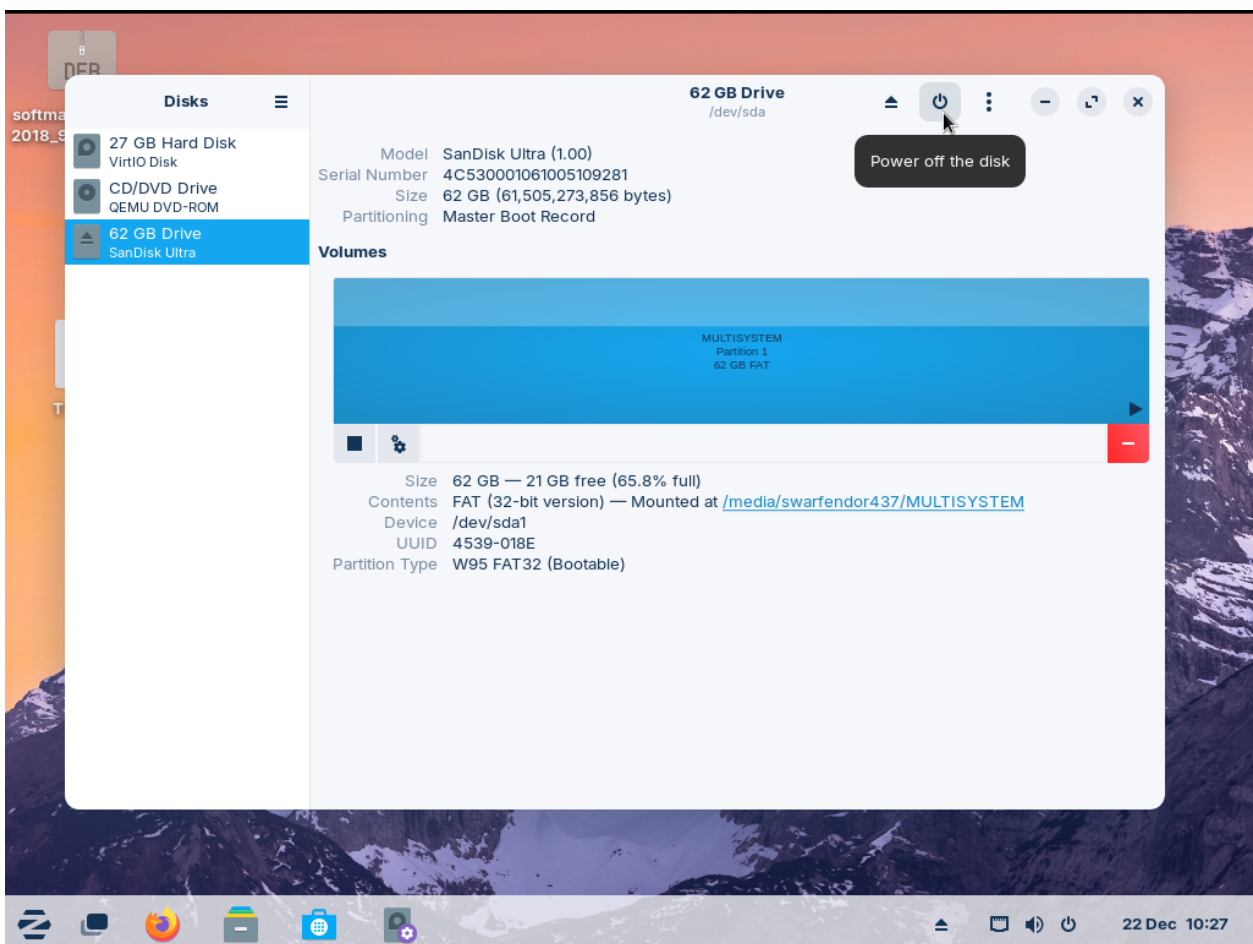 DEB
softma
2018_9
T
Disks
27 GB Hard Disk
VirtIO Disk
CD/DVD Drive
QEMU DVD-ROM
62 GB Drive
SanDisk Ultra
62 GB Drive
/dev/sda
Power off the disk
Model SanDisk Ultra (1.00)
Serial Number 4C530001061005109281
Size 62 GB (61,505,273,856 bytes)
Partitioning Master Boot Record
Volumes
MULTISYSTEM
Partition 1
62 GB FAT
Size 62 GB — 21 GB free (65.8% full)
Contents FAT (32-bit version) — Mounted at /media/swarfendor437/MULTISYSTEM
Device /dev/sda1
UUID 4539-018E
Partition Type W95 FAT32 (Bootable)
22 Dec 10:27